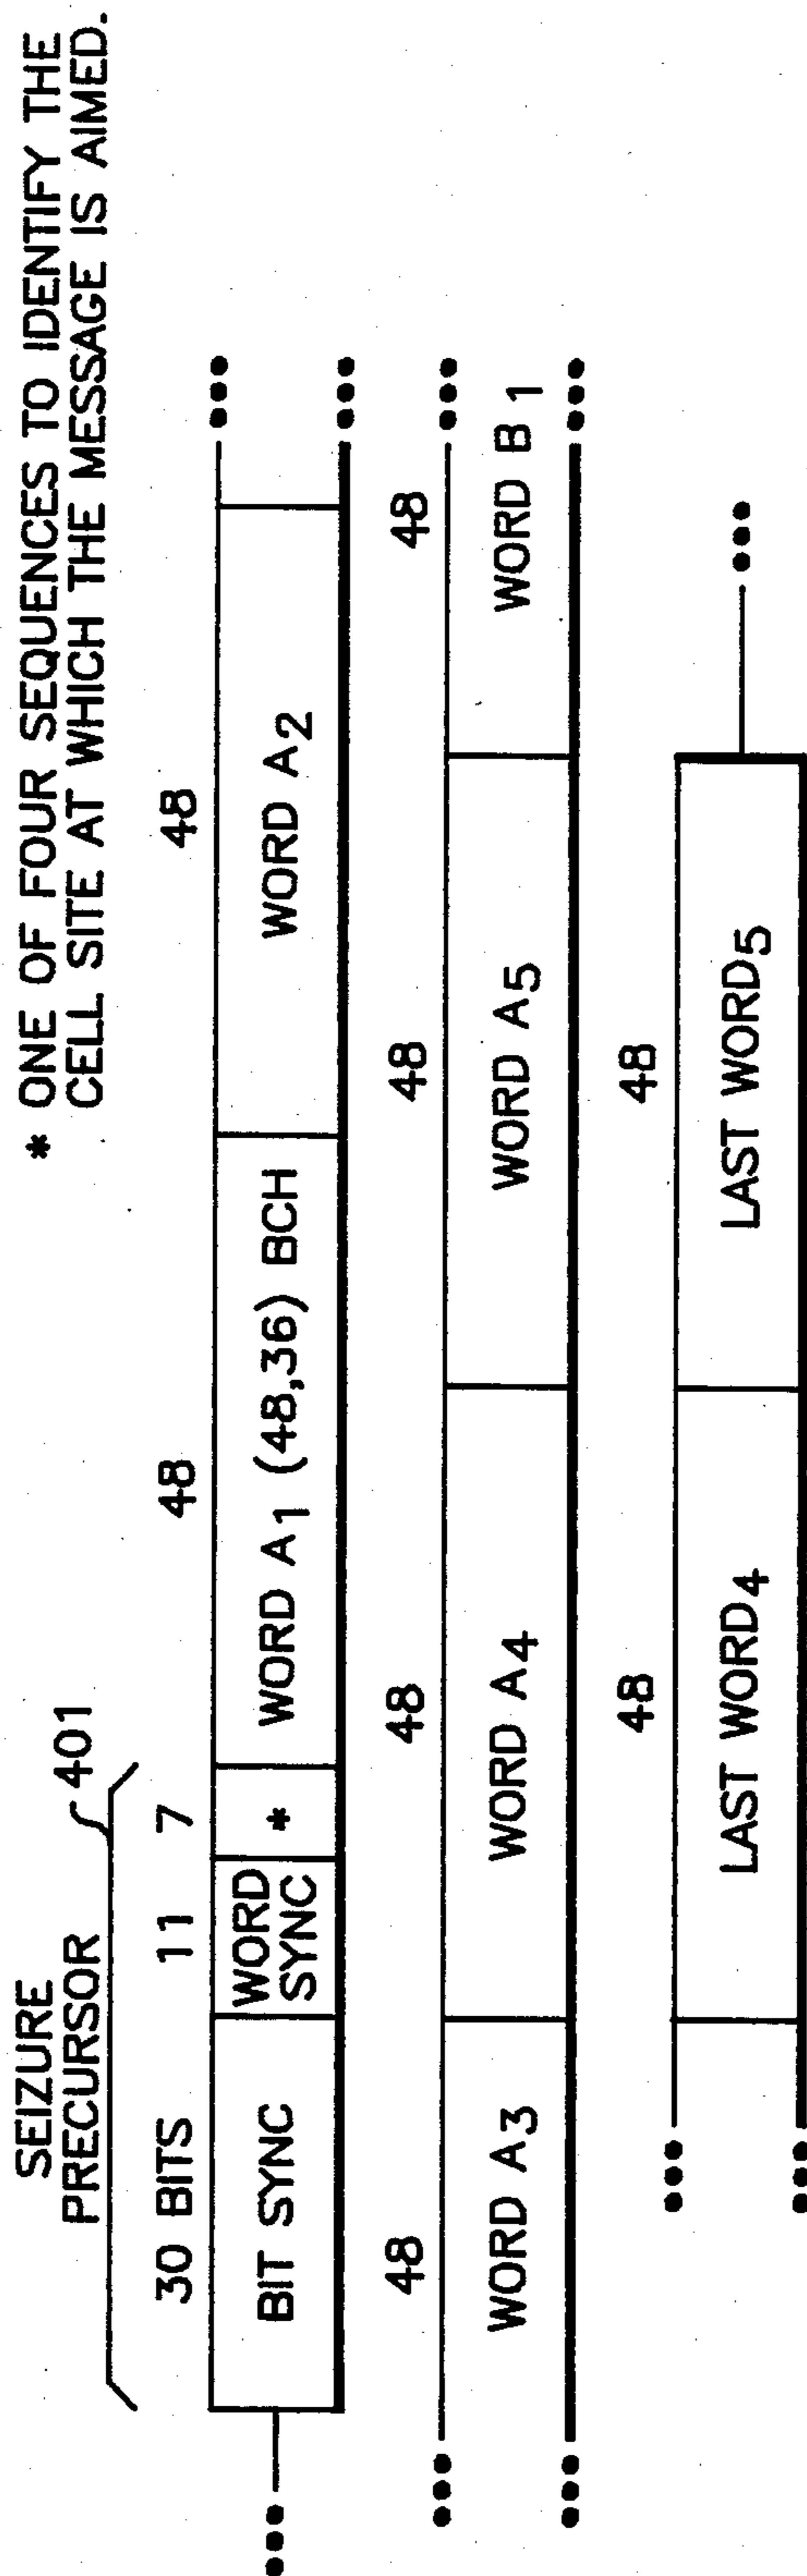 * ONE OF FOUR SEQUENCES TO IDENTIFY THE
CELL SITE AT WHICH THE MESSAGE IS AIMED.
SEIZURE
PRECURSOR
401
30 BITS 11 7 48 48
BIT SYNC
WORD
SYNC
*
WORD A1 (48,36) BCH
WORD A2
48 48 48 48
WORD A3
WORD A4
WORD A5
WORD B1
48 48
LAST WORD4
LAST WORD5